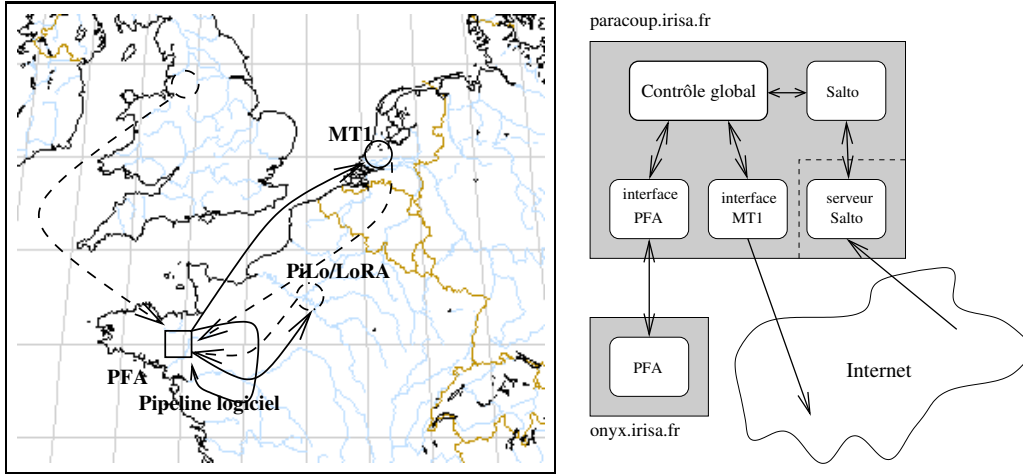 MT1
PiLo/LoRA
PFA
Pipeline logiciel
paracoup.irisa.fr
Contrôle global
Salto
interface
PFA
interface
MT1
serveur
Salto
PFA
Internet
onyx.irisa.fr